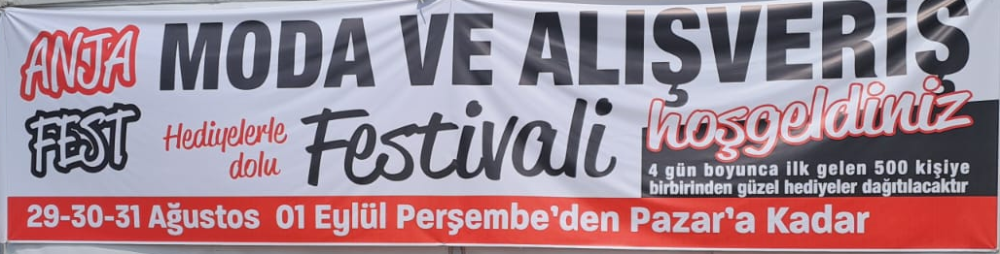 ANJA
FEST
MODA VE ALIŞVERİŞ
Hediyelerle
dolu
Festivali
hoşgeldiniz
4 gün boyunca ilk gelen 500 kişiye
birbirinden güzel hediyeler dağıtılacaktır
29-30-31 Ağustos 01 Eylül Perşembe'den Pazar'a Kadar